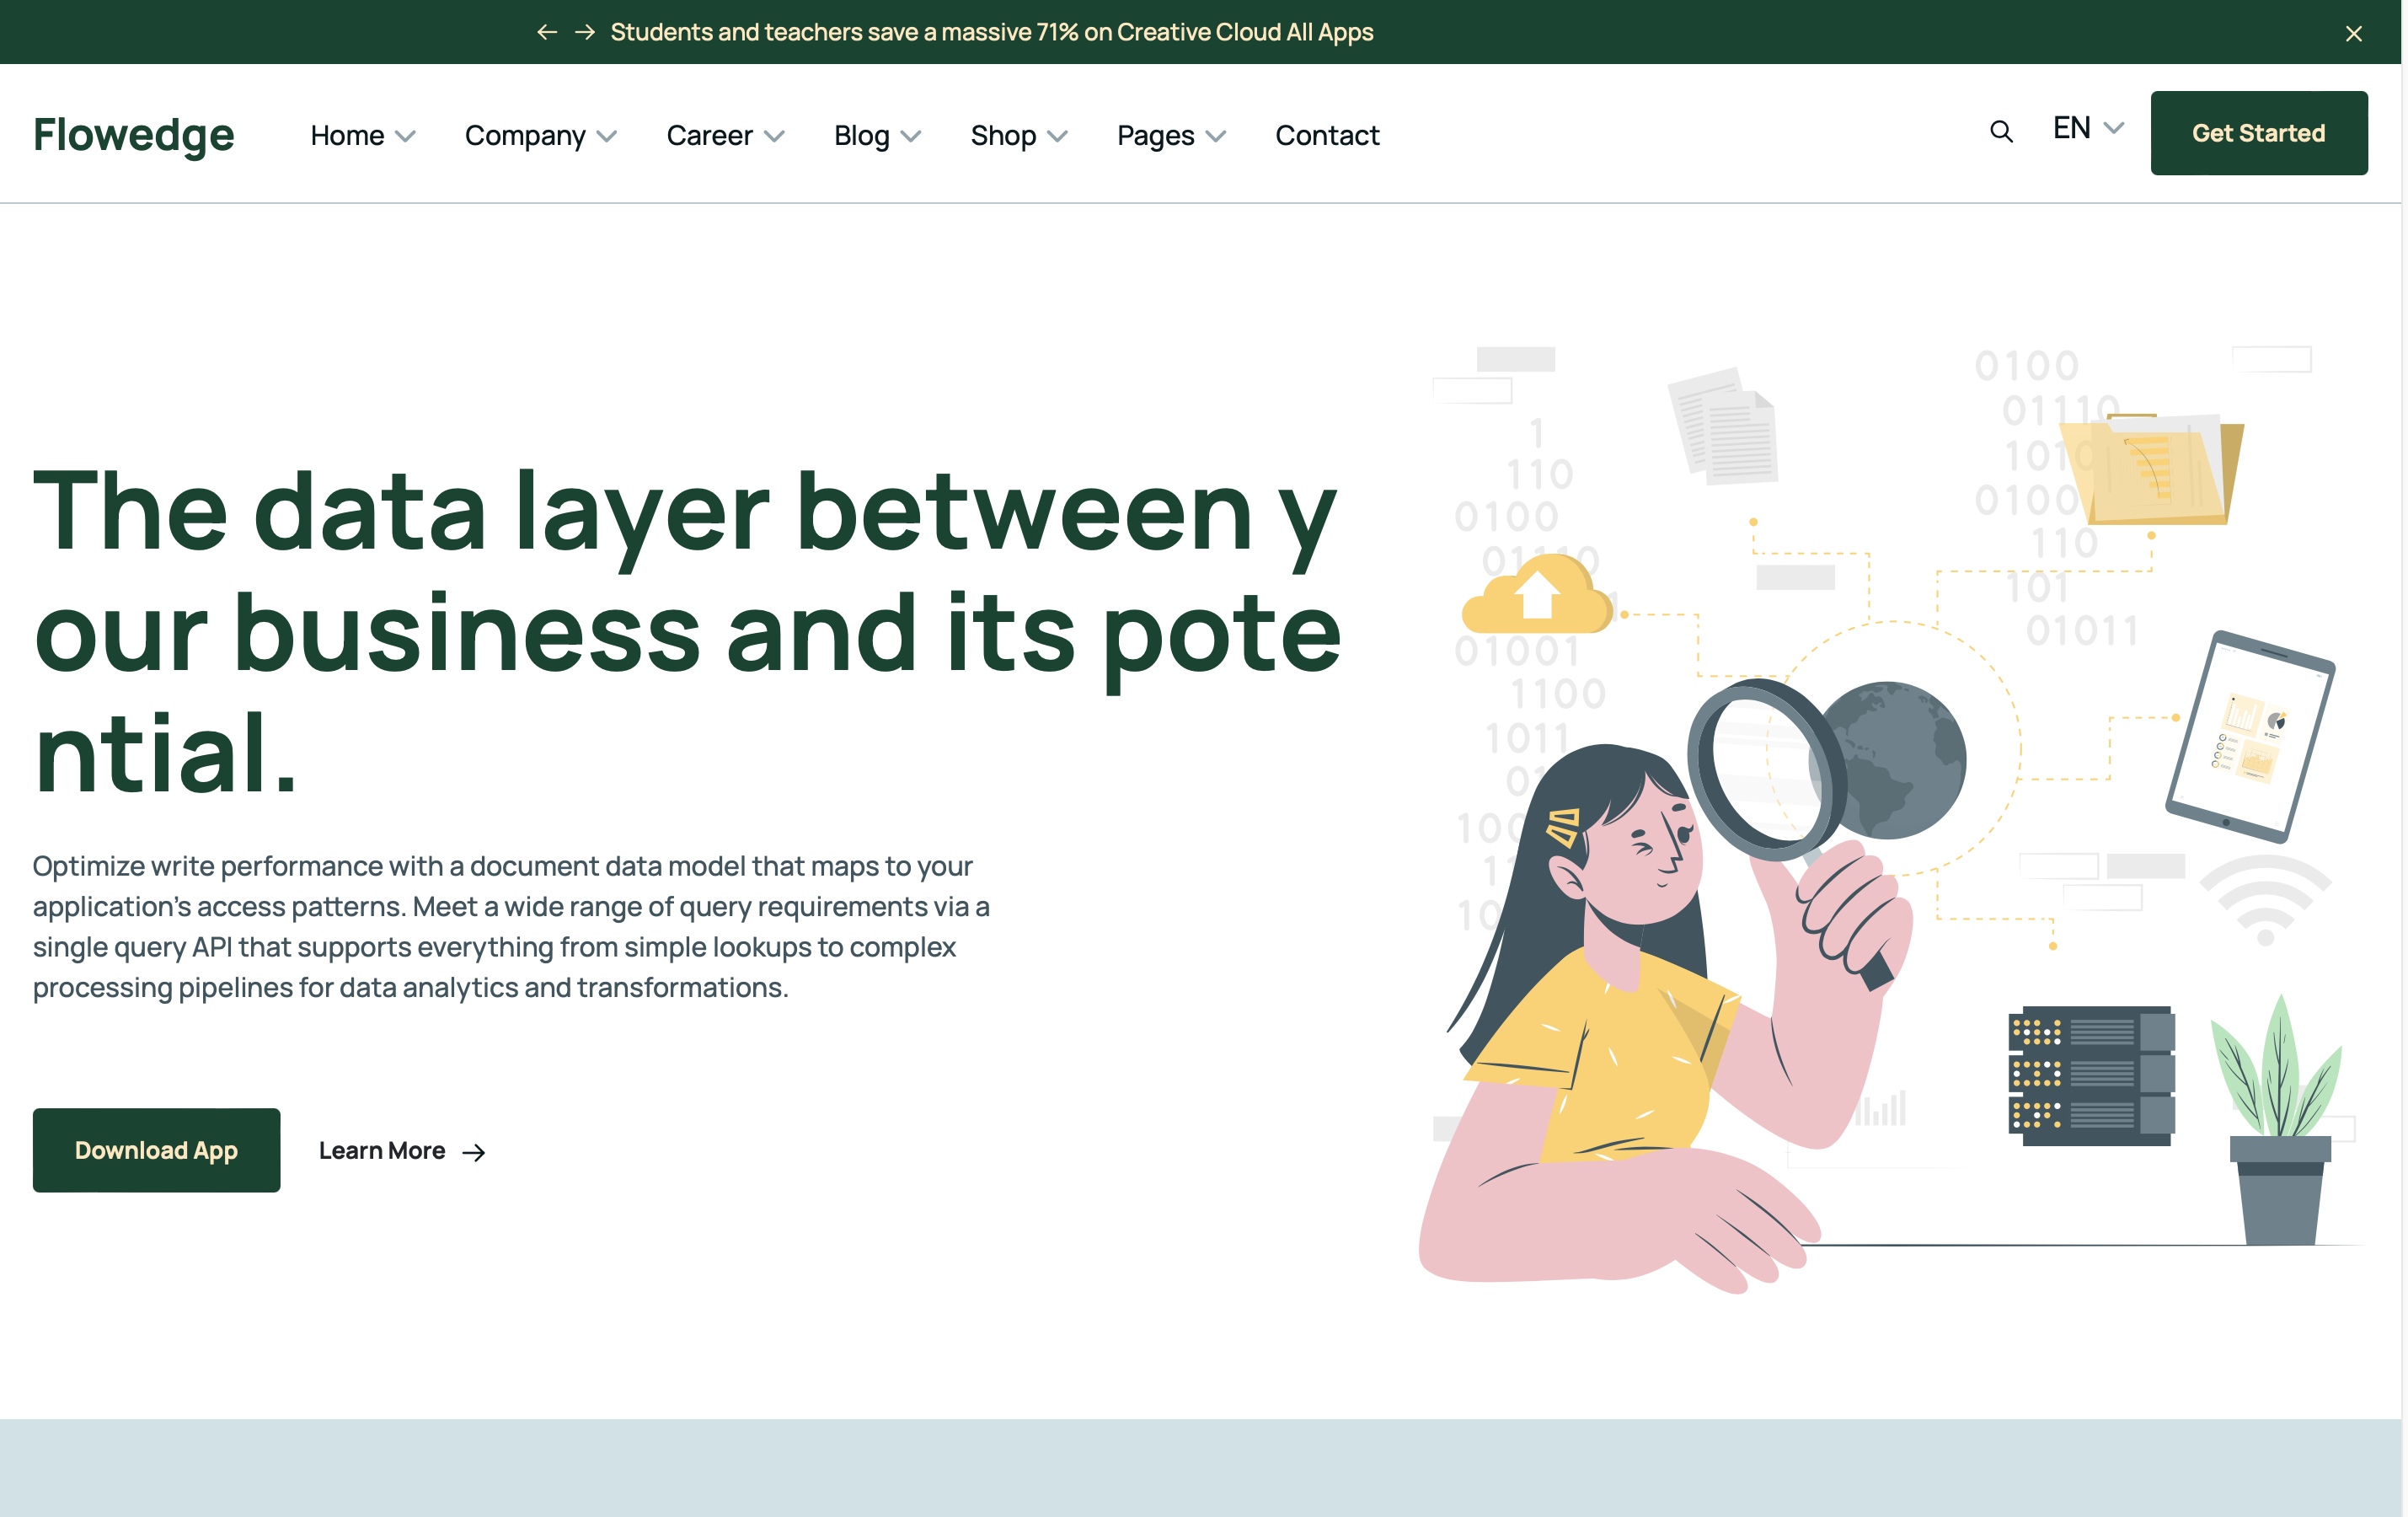 Students and teachers save a massive 71% on Creative Cloud All Apps
Flowedge
Home
Company
Career
Blog
Shop
Pages
Contact
EN
Get Started
The data layer between y
our business and its pote
ntial.
Optimize write performance with a document data model that maps to your
application's access patterns. Meet a wide range of query requirements via a
single query API that supports everything from simple lookups to complex
processing pipelines for data analytics and transformations.
Download App
Learn More
1
110
0100
01001
1100
1011
0100
01110
0100
110
101
01011